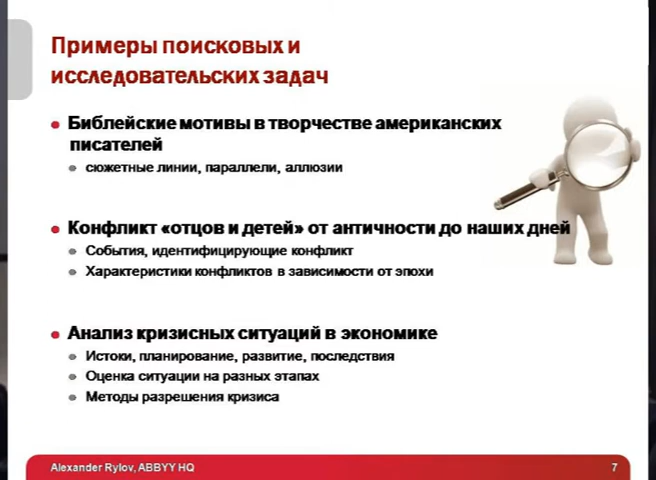 Примеры поисковых и
исследовательских задач
Библейские мотивы в творчестве американских
писателей
сюжетные линии, параллели, аллюзии
Конфликт «отцов и детей» от античности до наших дней
События, идентифицирующие конфликт
Характеристики конфликтов в зависимости от эпохи
Анализ кризисных ситуаций в экономике
Истоки, планирование, развитие, последствия
Оценка ситуации на разных этапах
Методы разрешения кризиса
Alexander Rylov, ABBYY HQ 7